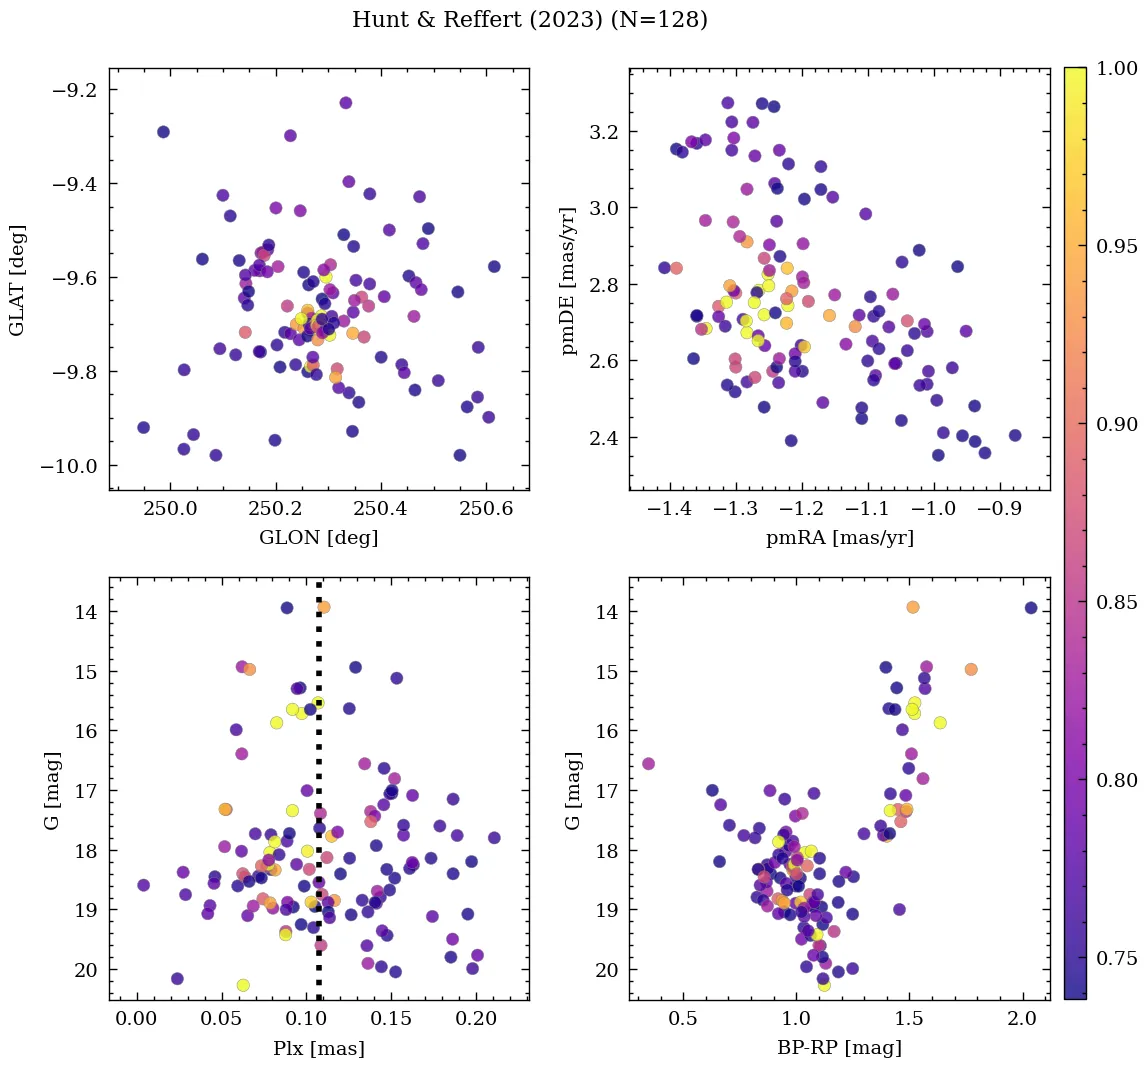 Hunt & Reffert (2023) (N=128)
−9.2
−9.4
−9.6
−9.8
−10.0
GLAT [deg]
250.0 250.2 250.4 250.6
GLON [deg]
3.2
3.0
2.8
2.6
2.4
pmDE [mas/yr]
−1.4 −1.3 −1.2 −1.1 −1.0 −0.9
pmRA [mas/yr]
14
15
16
17
18
19
20
G [mag]
0.00 0.05 0.10 0.15 0.20
Plx [mas]
14
15
16
17
18
19
20
G [mag]
0.5 1.0 1.5 2.0
BP-RP [mag]
1.00
0.95
0.90
0.85
0.80
0.75